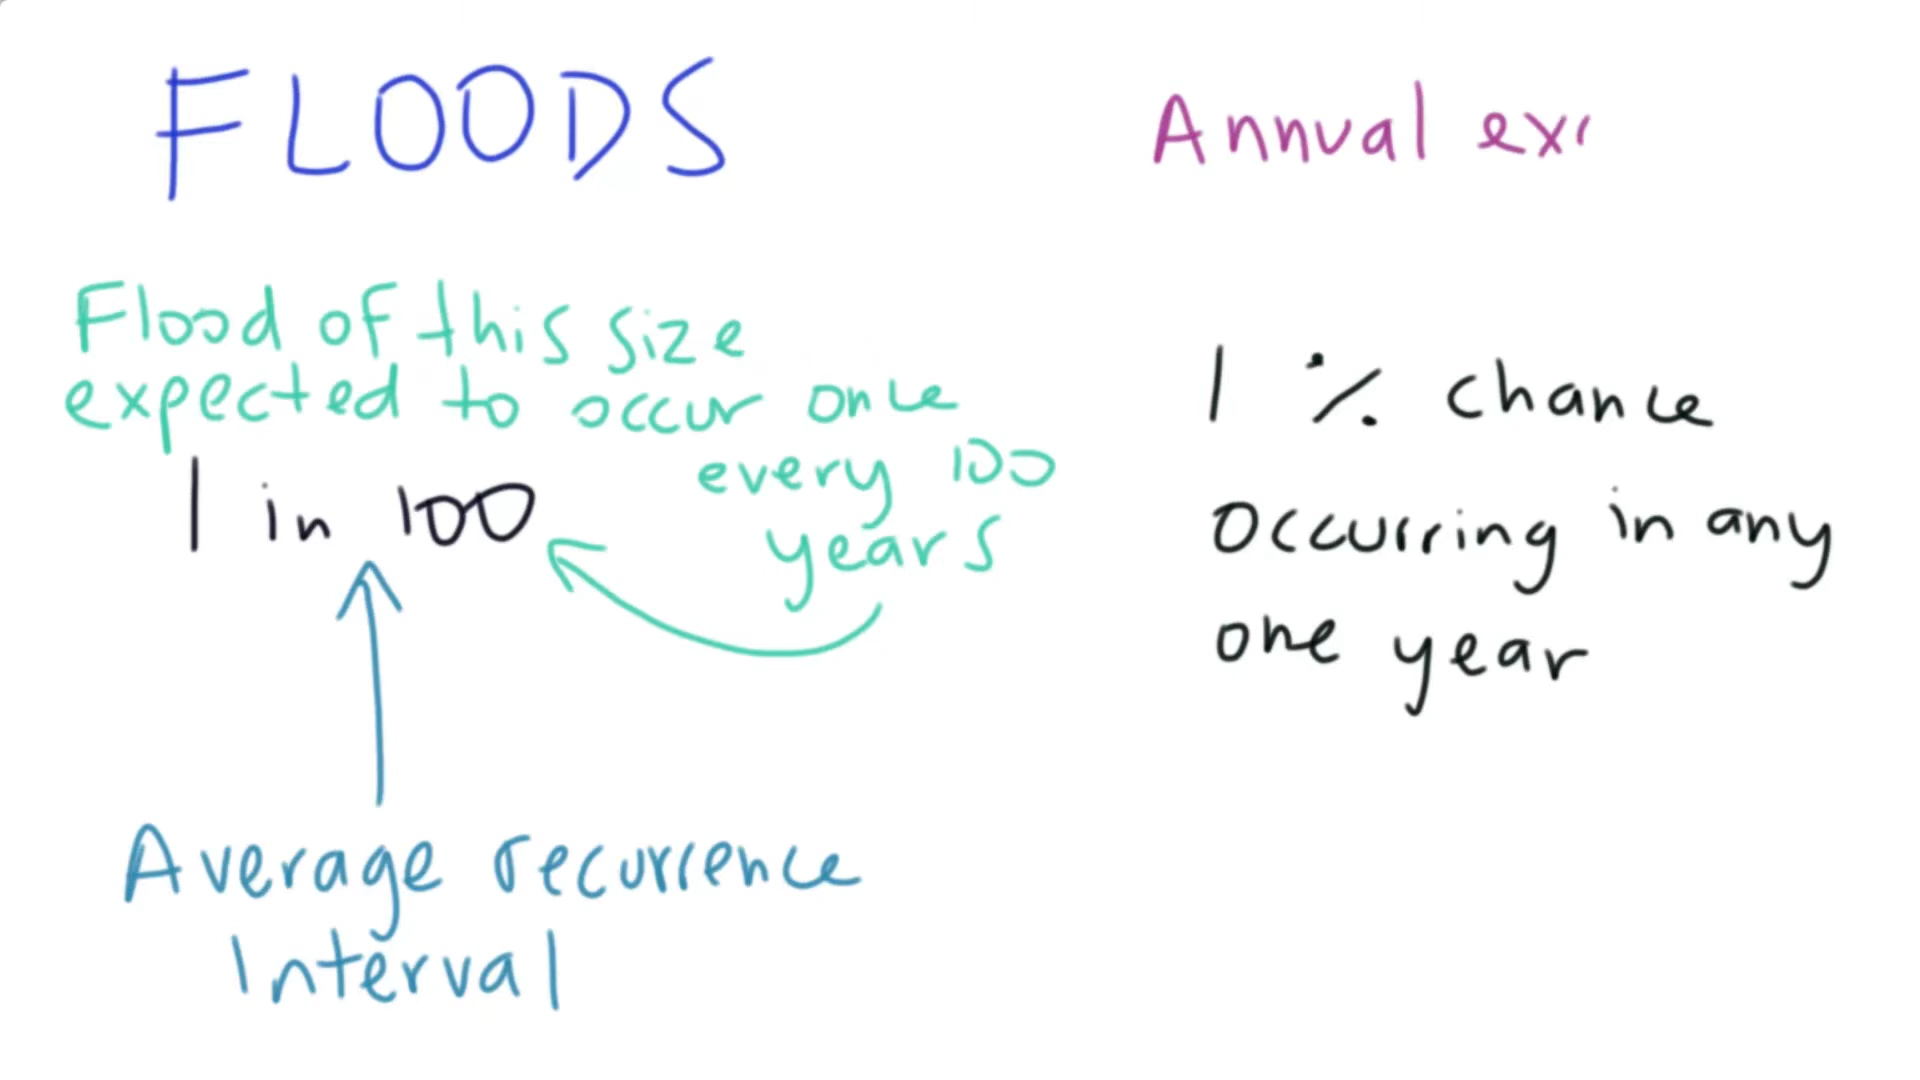 FLOODS
Flood of this size
expected to occur once
every 100
years
1 in 100
Average recurrence
Interval
Annual ex
1 % chance
occurring in any
one year